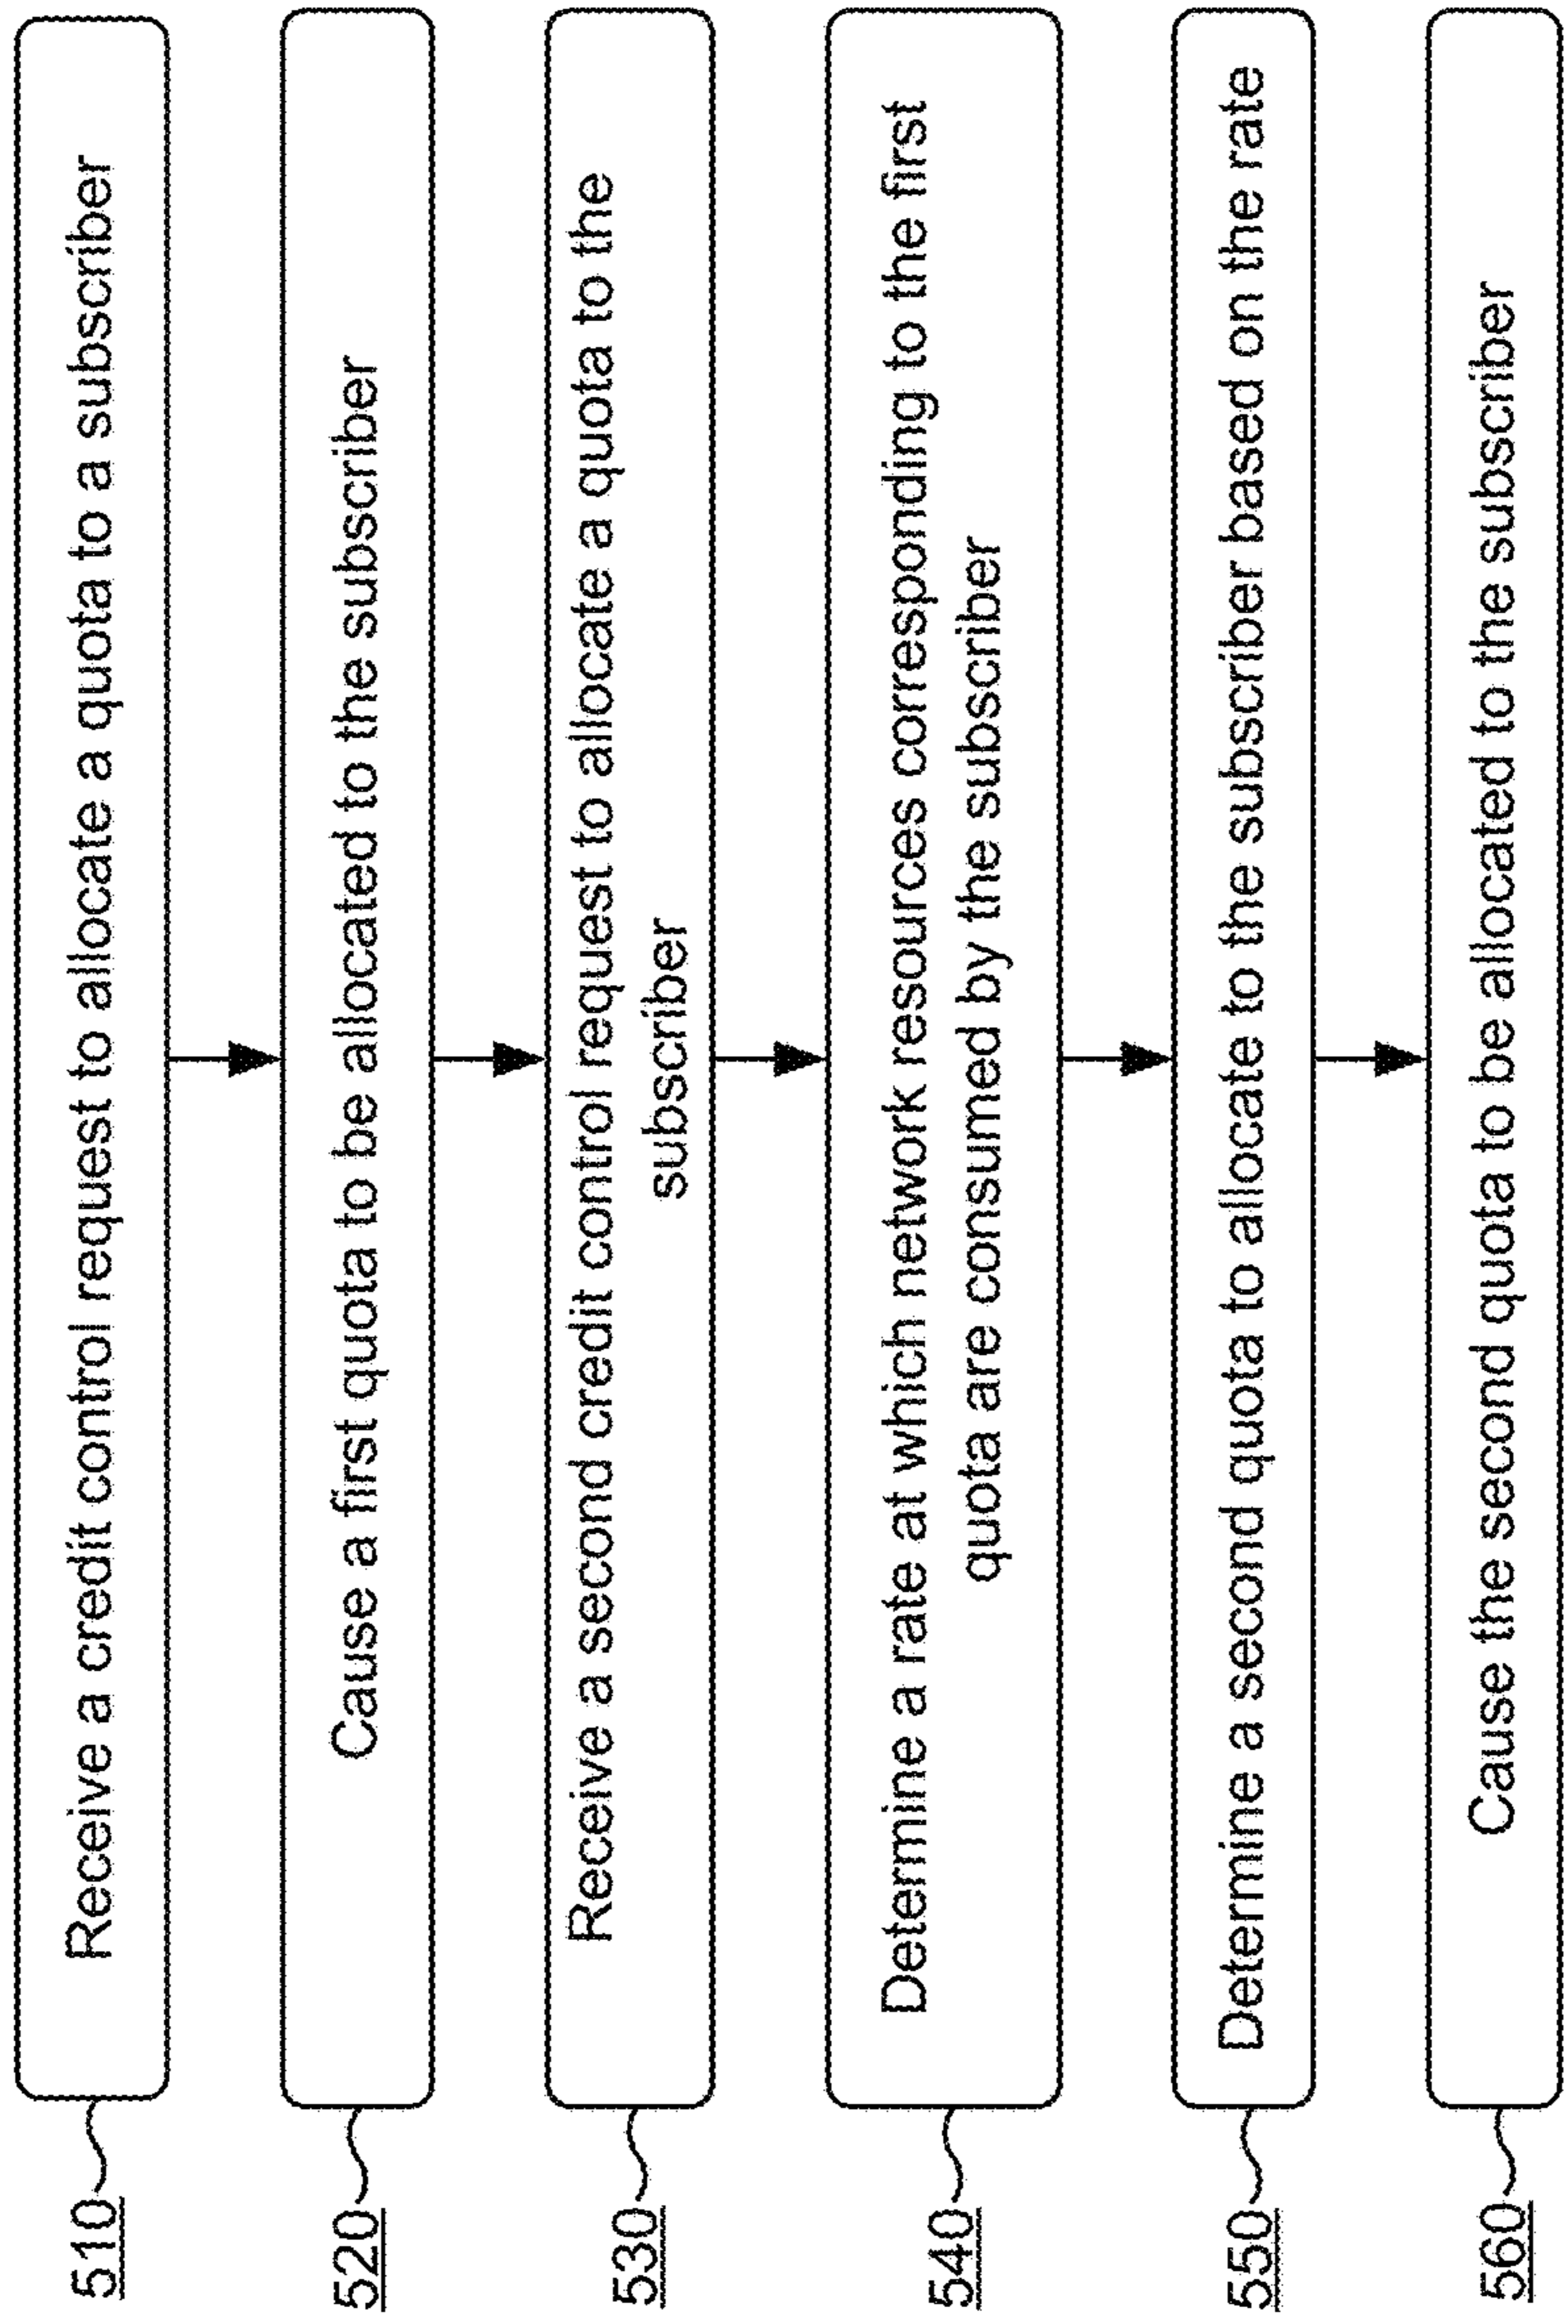 510
Receive a credit control request to allocate a quota to a subscriber
520
Cause a first quota to be allocated to the subscriber
530
Receive a second credit control request to allocate a quota to the
subscriber
540
Determine a rate at which network resources corresponding to the first
quota are consumed by the subscriber
550
Determine a second quota to allocate to the subscriber based on the rate
560
Cause the second quota to be allocated to the subscriber